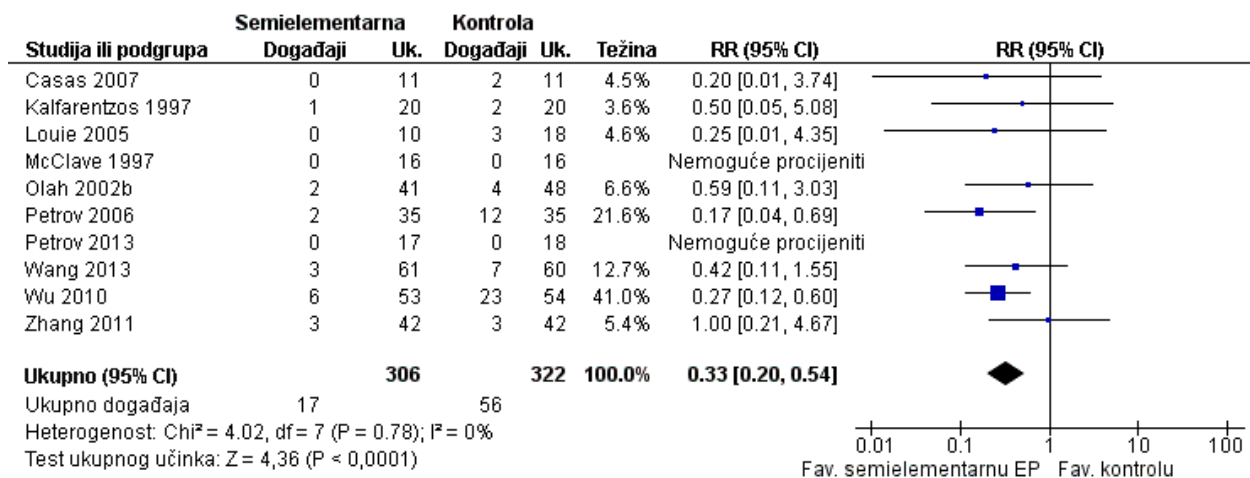 Semielementarna Kontrola
Studija ili podgrupa Događaji Uk. Događaji Uk. Težina RR (95% CI) RR (95% CI)
Casas 2007 0 11 2 11 4.5% 0.20 [0.01, 3.74]
Kalfarentzos 1997 1 20 2 20 3.6% 0.50 [0.05, 5.08]
Louie 2005 0 10 3 18 4.6% 0.25 [0.01, 4.35]
McClave 1997 0 16 0 16 Nemoguće procijeniti
Olah 2002b 2 41 4 48 6.6% 0.59 [0.11, 3.03]
Petrov 2006 2 35 12 35 21.6% 0.17 [0.04, 0.69]
Petrov 2013 0 17 0 18 Nemoguće procijeniti
Wang 2013 3 61 7 60 12.7% 0.42 [0.11, 1.55]
Wu 2010 6 53 23 54 41.0% 0.27 [0.12, 0.60]
Zhang 2011 3 42 3 42 5.4% 1.00 [0.21, 4.67]
Ukupno (95% CI) 306 322 100.0% 0.33 [0.20, 0.54]
Ukupno događaja 17 56
Heterogenost: Chi² = 4.02, df = 7 (P = 0.78); I² = 0%
Test ukupnog učinka: Z = 4,36 (P < 0,0001)
0.01 0.1 1 10 100
Fav. semielementarnu EP Fav. kontrolu